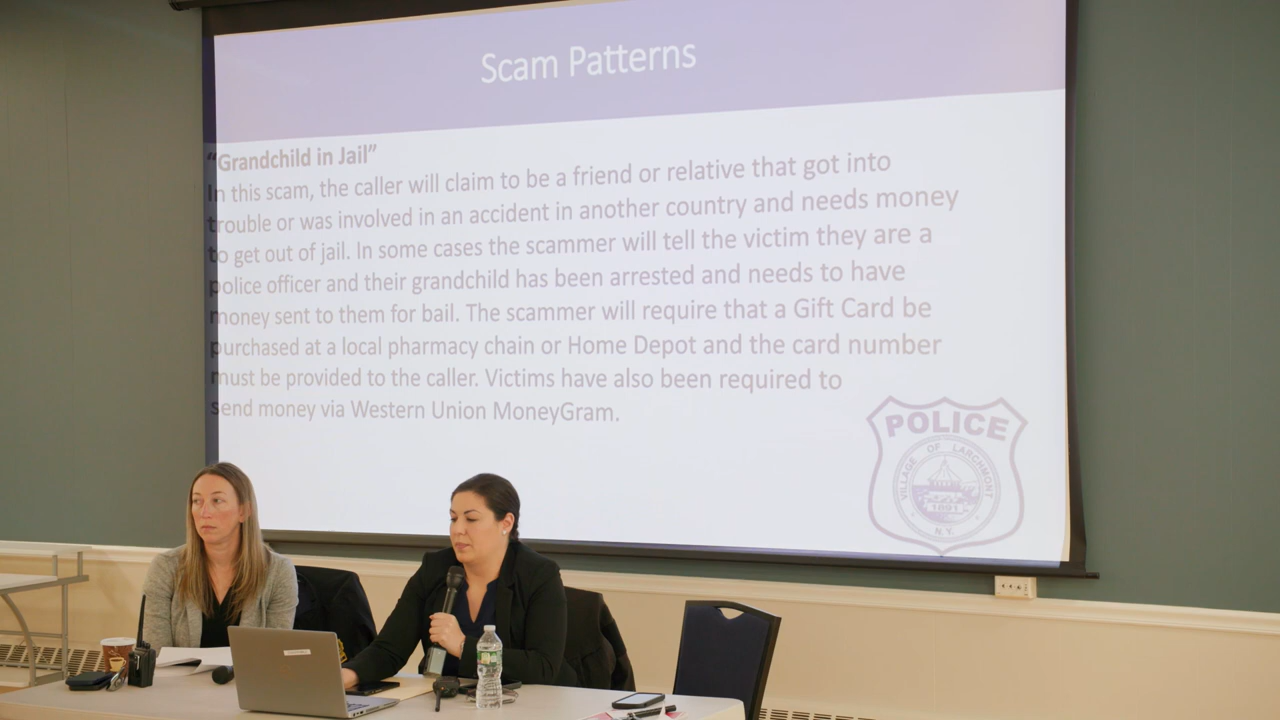 Scam Patterns
“Grandchild in Jail”
In this scam, the caller will claim to be a friend or relative that got into
trouble or was involved in an accident in another country and needs money
to get out of jail. In some cases the scammer will tell the victim they are a
police officer and their grandchild has been arrested and needs to have
money sent to them for bail. The scammer will require that a Gift Card be
purchased at a local pharmacy chain or Home Depot and the card number
must be provided to the caller. Victims have also been required to
send money via Western Union MoneyGram.
POLICE
VILLAGE OF LARCHMONT
1891
N.Y.